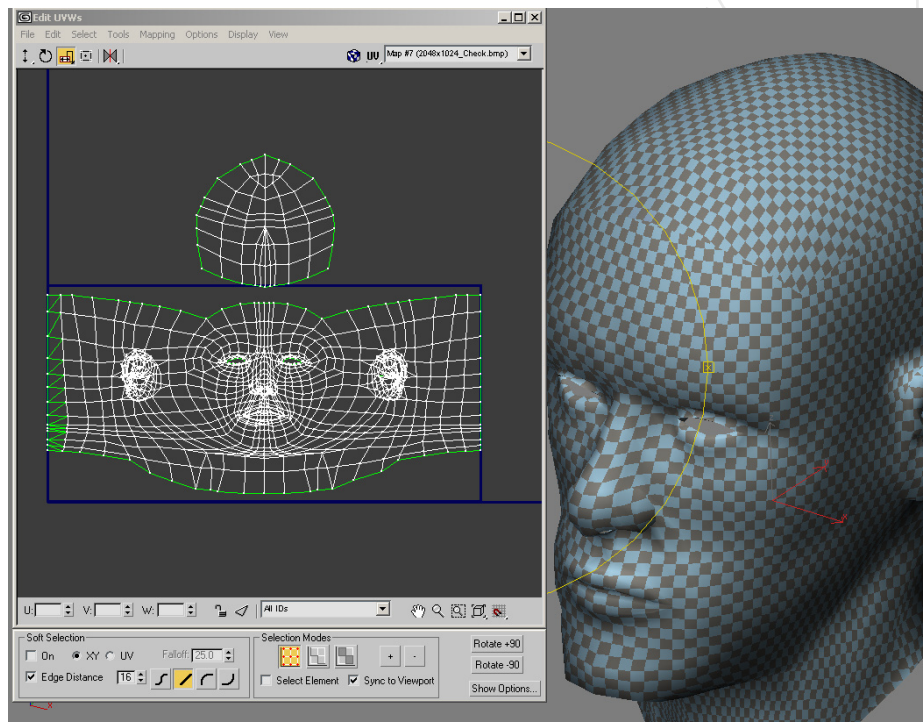 Edit UVWs
File Edit Select Tools Mapping Options Display View
UV Map #7 (2048x1024_Check.bmp)
x
U: V: W: All IDs
Soft Selection
On XY UV Falloff: 25.0
Edge Distance 16
Selection Modes
+ -
Select Element Sync to Viewport
Rotate +90
Rotate -90
Show Options...
x
x